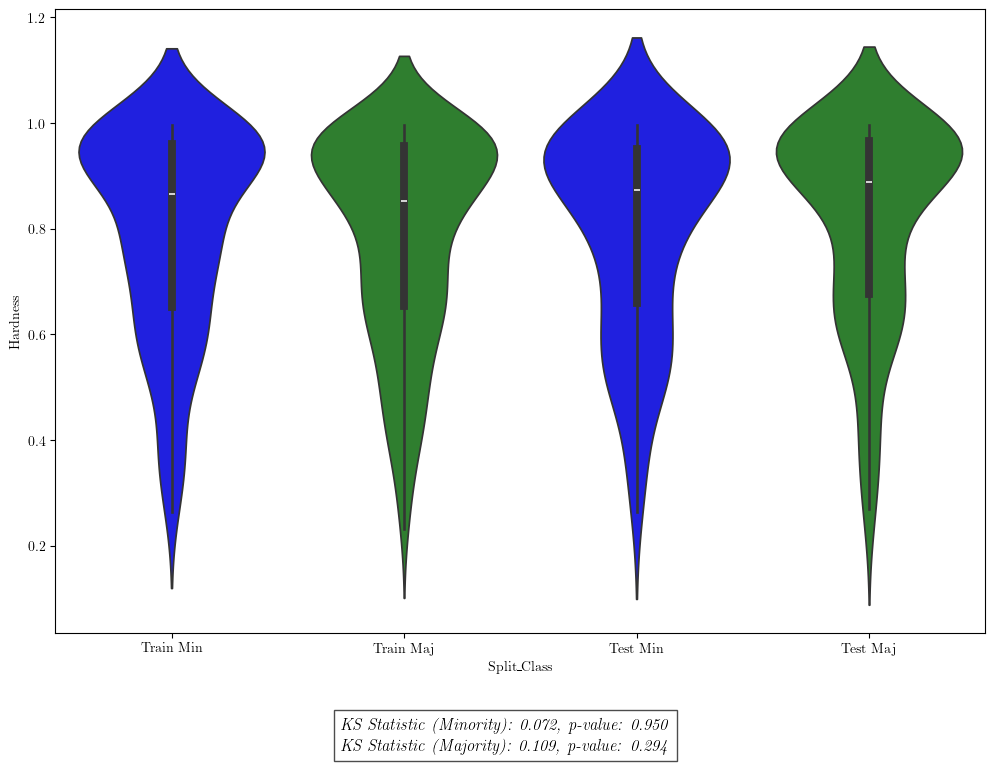 1.2
1.0
0.8
0.6
0.4
0.2
Hardness
Train Min
Train Maj
Test Min
Test Maj
Split_Class
KS Statistic (Minority): 0.072, p-value: 0.950
KS Statistic (Majority): 0.109, p-value: 0.294